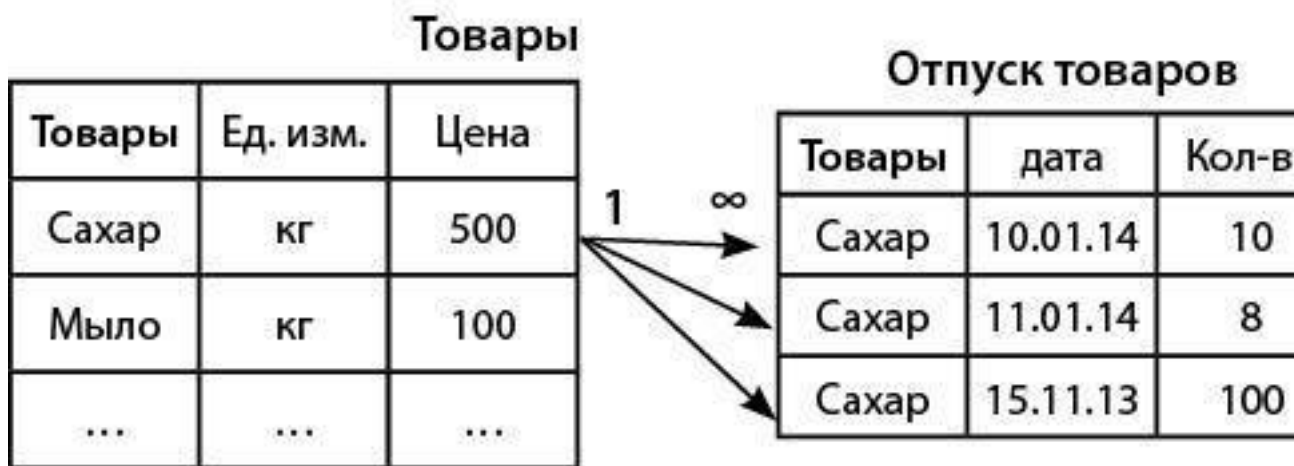 Товары
Товары Ед. изм. Цена
Сахар кг 500
Мыло кг 100
... ... ...
1 ∞
Отпуск товаров
Товары дата Кол-в
Сахар 10.01.14 10
Сахар 11.01.14 8
Сахар 15.11.13 100